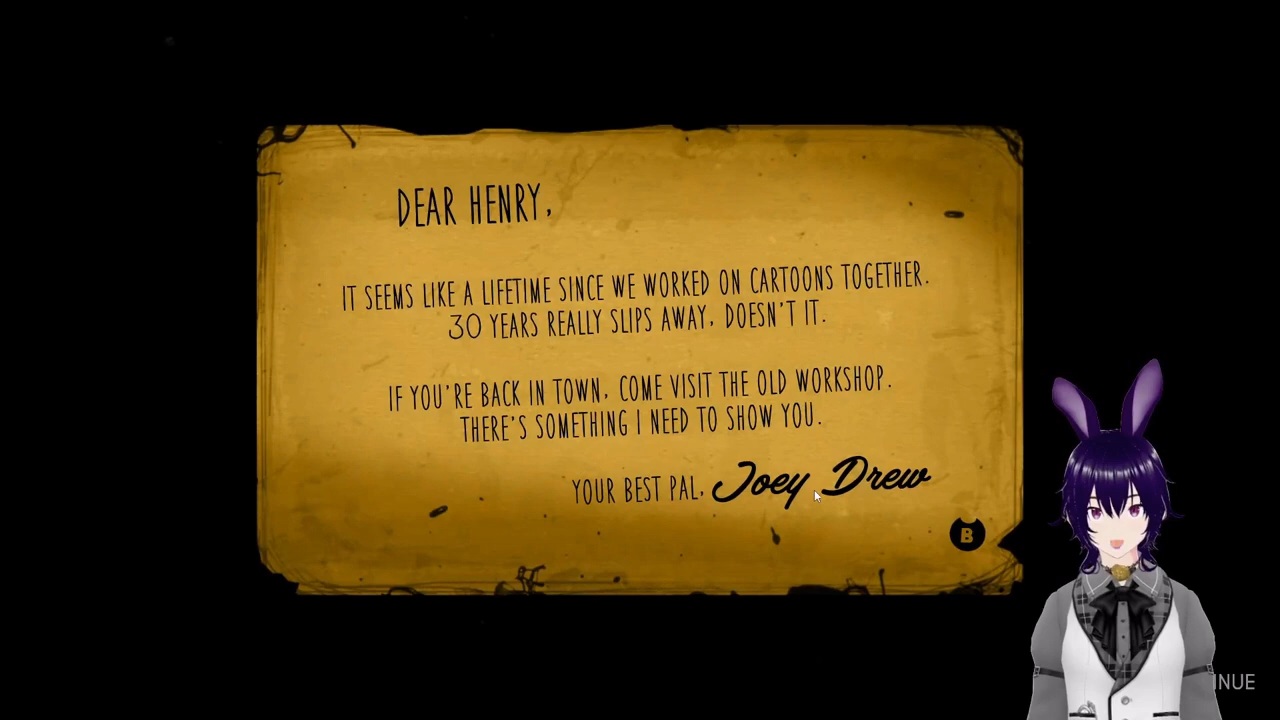 DEAR HENRY,
IT SEEMS LIKE A LIFETIME SINCE WE WORKED ON CARTOONS TOGETHER.
30 YEARS REALLY SLIPS AWAY, DOESN'T IT.
IF YOU'RE BACK IN TOWN, COME VISIT THE OLD WORKSHOP.
THERE'S SOMETHING I NEED TO SHOW YOU.
YOUR BEST PAL, Joey Drew
B
INUE